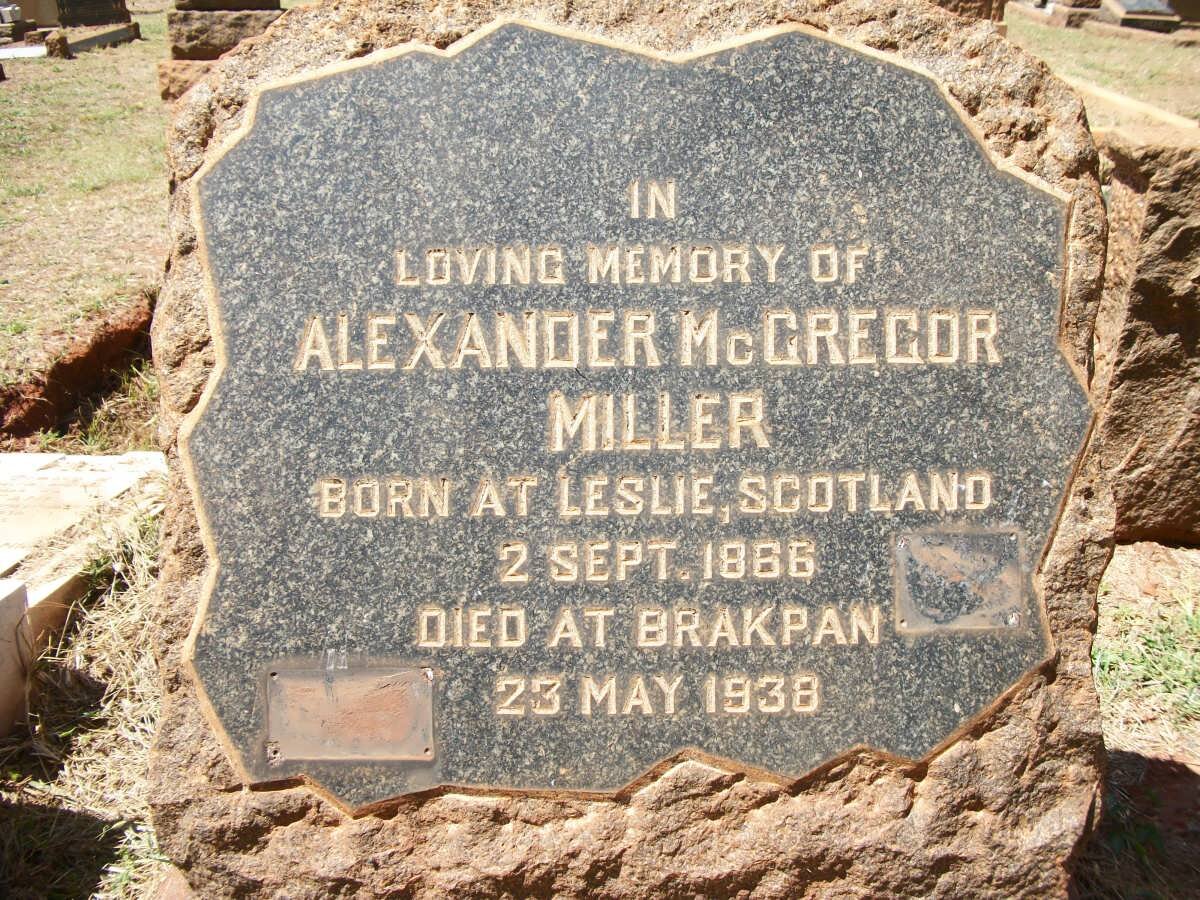 IN
LOVING MEMORY OF
ALEXANDER McGREGOR
MILLER
BORN AT LESLIE, SCOTLAND
2 SEPT. 1866
DIED AT BRAKPAN
23 MAY 1938